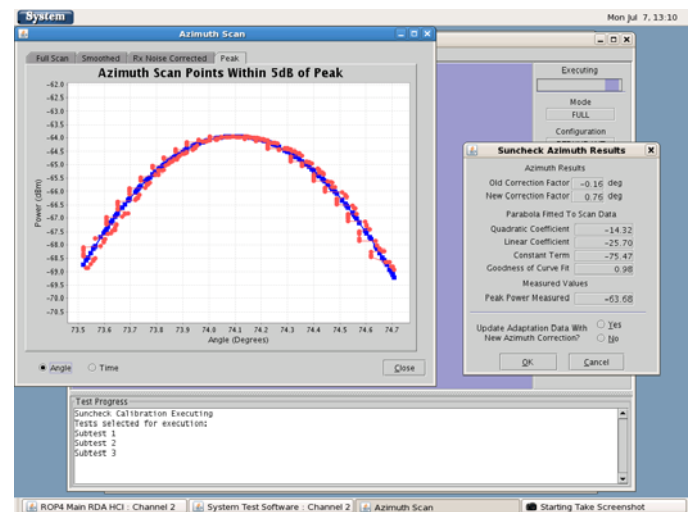 System
Mon Jul 7, 13:10
Azimuth Scan
Full Scan Smoothed Rx Noise Corrected Peak
Azimuth Scan Points Within 5dB of Peak
-62.0
-62.5
-63.0
-63.5
-64.0
-64.5
-65.0
-65.5
-66.0
-66.5
-67.0
-67.5
-68.0
-68.5
-69.0
-69.5
-70.0
-70.5
Power (dBm)
73.5 73.6 73.7 73.8 73.9 74.0 74.1 74.2 74.3 74.4 74.5 74.6 74.7
Angle (Degrees)
Angle Time Close
Executing
Mode
FULL
Configuration
Suncheck Azimuth Results
Azimuth Results
Old Correction Factor -0.16 deg
New Correction Factor 0.76 deg
Parabola Fitted To Scan Data
Quadratic Coefficient -14.32
Linear Coefficient -25.70
Constant Term -75.47
Goodness of Curve Fit 0.98
Measured Values
Peak Power Measured -63.68
Update Adaptation Data With
New Azimuth Correction?
Yes
No
OK Cancel
Test Progress
Suncheck Calibration Executing
Tests selected for execution:
Subtest 1
Subtest 2
Subtest 3
ROP4 Main RDA HCI : Channel 2 System Test Software : Channel 2 Azimuth Scan Starting Take Screenshot